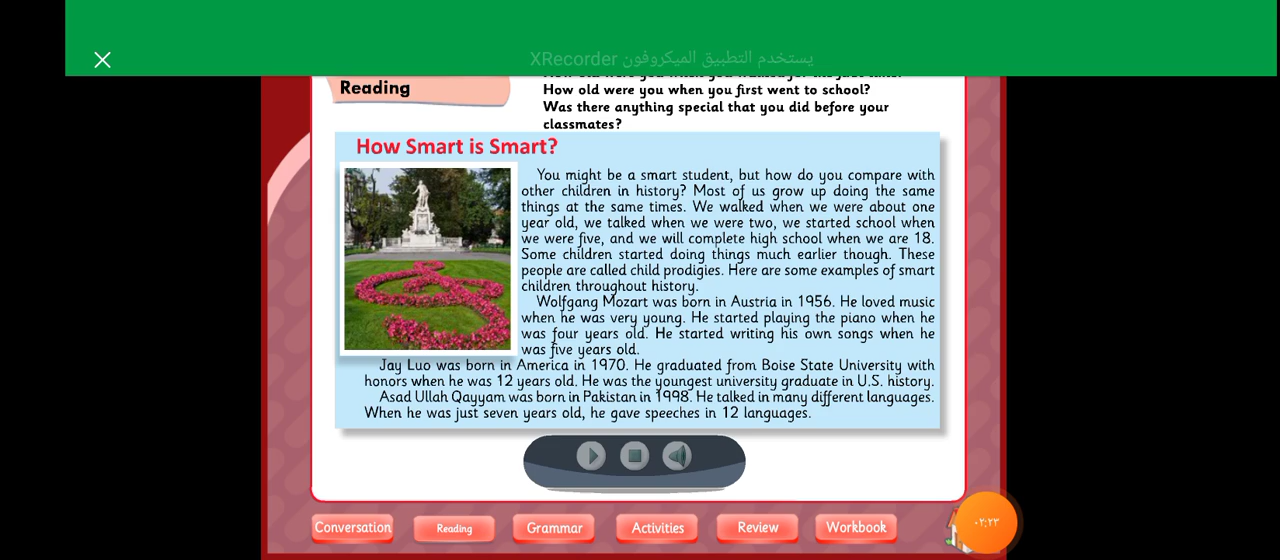 يستخدم التطبيق الميكروفون XRecorder
Reading
How old were you when you first went to school?
Was there anything special that you did before your
classmates?
How Smart is Smart?
You might be a smart student, but how do you compare with
other children in history? Most of us grow up doing the same
things at the same times. We walked when we were about one
year old, we talked when we were two, we started school when
we were five, and we will complete high school when we are 18.
Some children started doing things much earlier though. These
people are called child prodigies. Here are some examples of smart
children throughout history.
Wolfgang Mozart was born in Austria in 1956. He loved music
when he was very young. He started playing the piano when he
was four years old. He started writing his own songs when he
was five years old.
Jay Luo was born in America in 1970. He graduated from Boise State University with
honors when he was 12 years old. He was the youngest university graduate in U.S. history.
Asad Ullah Qayyam was born in Pakistan in 1998. He talked in many different languages.
When he was just seven years old, he gave speeches in 12 languages.
Conversation
Reading
Grammar
Activities
Review
Workbook
٠٢:٢٣